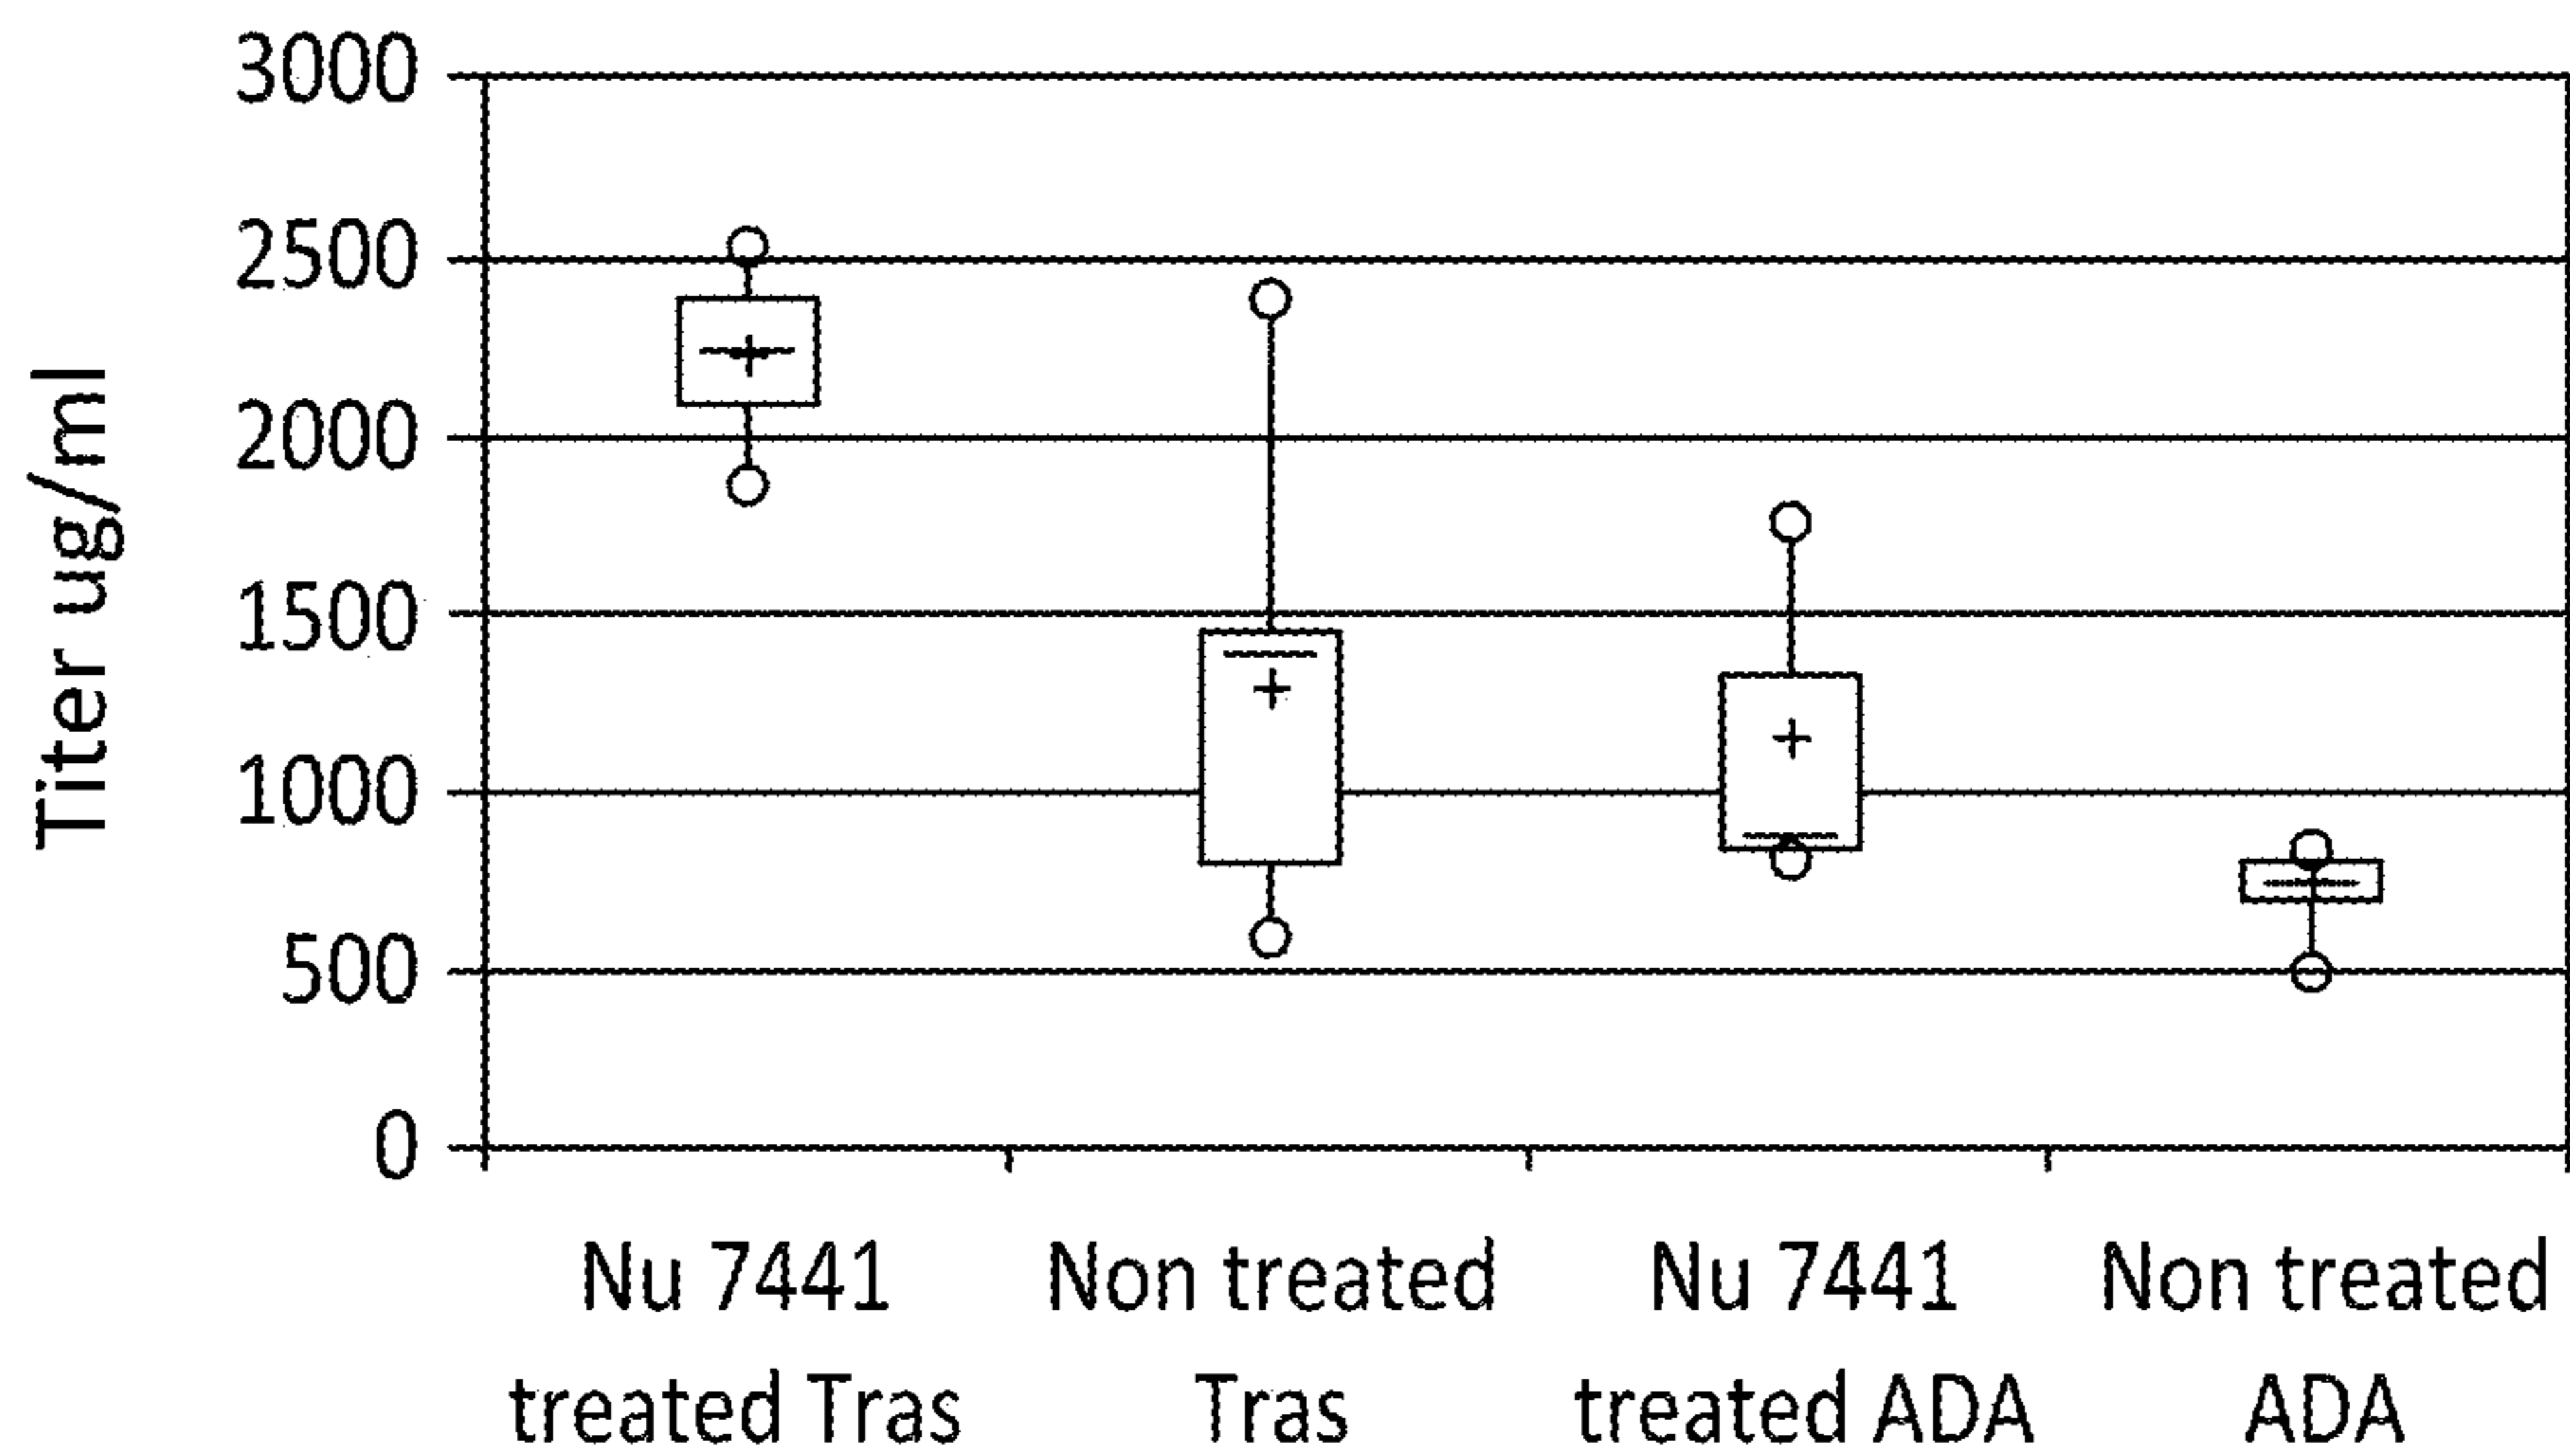 3000
2500
2000
1500
1000
500
0
Titer ug/ml
Nu 7441
treated Tras
Non treated
Tras
Nu 7441
treated ADA
Non treated
ADA